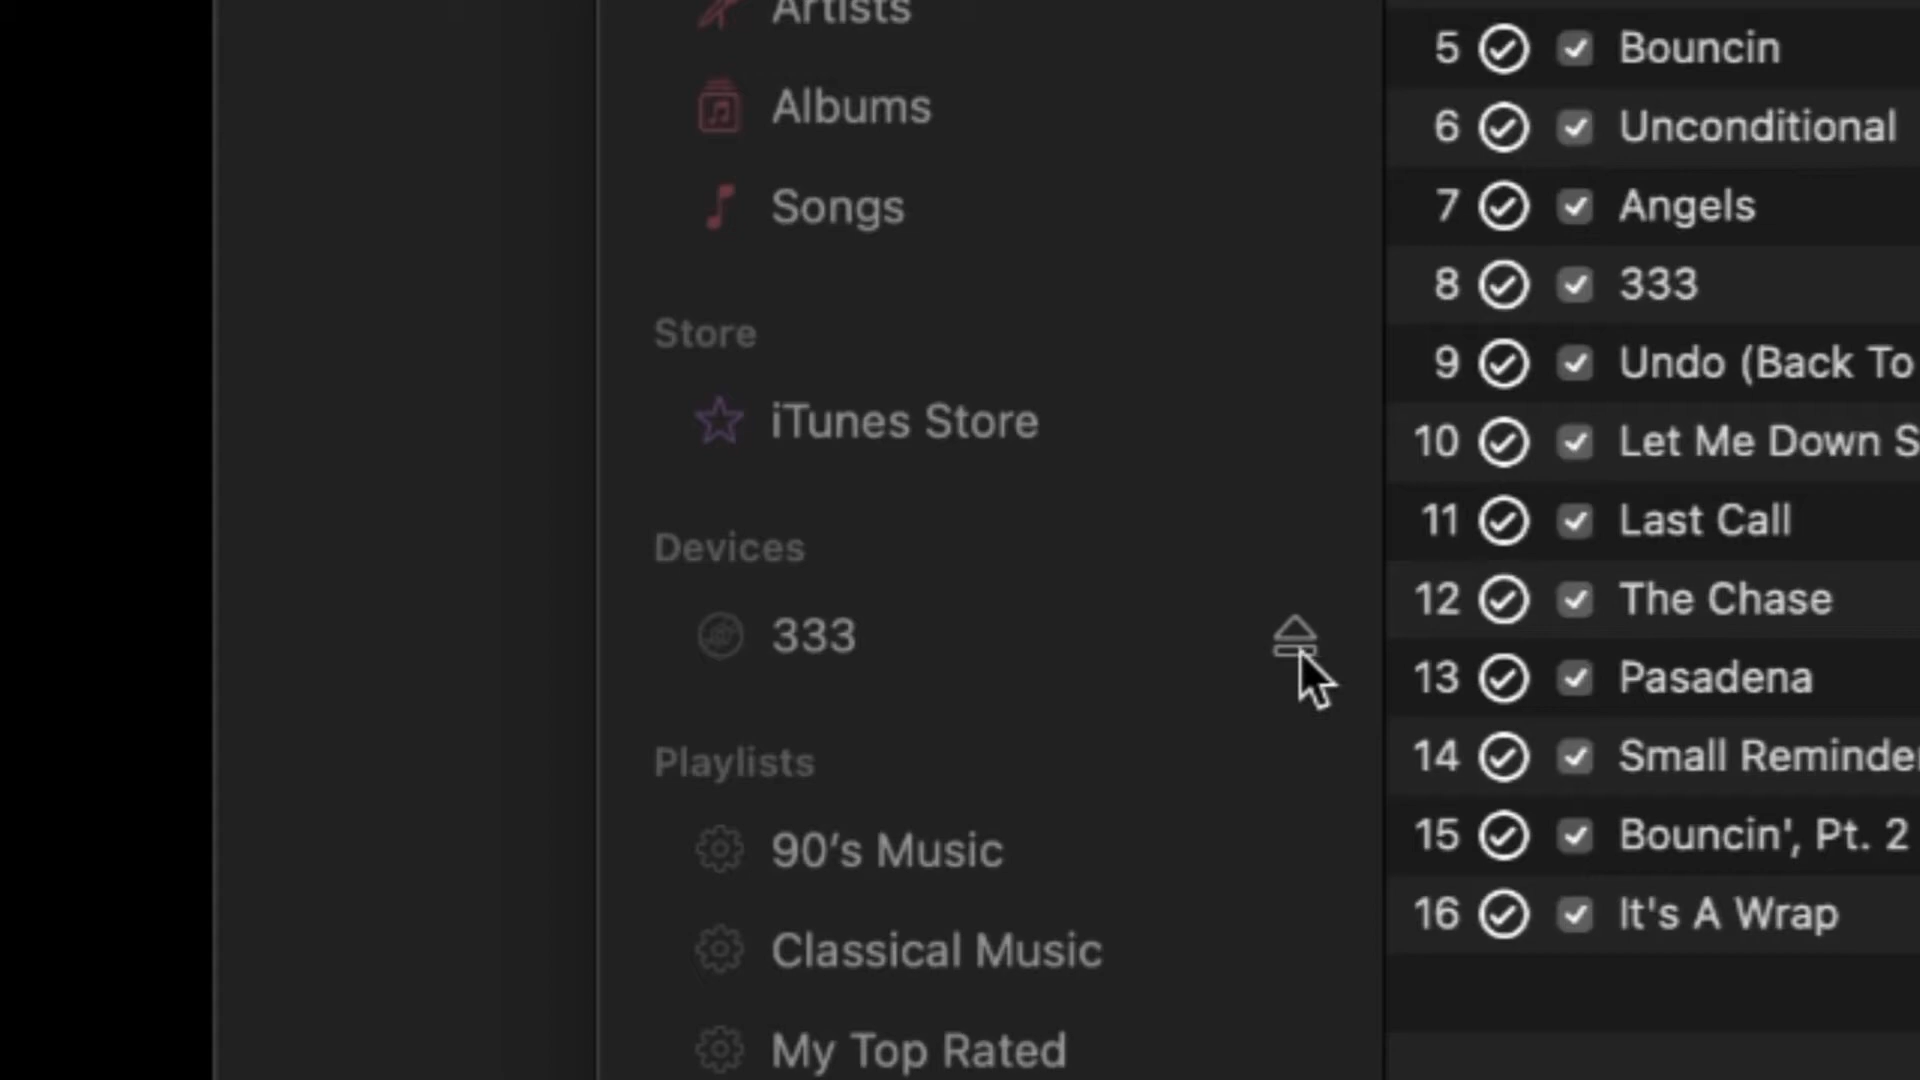 Artists
Albums
Songs
Store
iTunes Store
Devices
333
Playlists
90's Music
Classical Music
My Top Rated
5 Bouncin
6 Unconditional
7 Angels
8 333
9 Undo (Back To
10 Let Me Down S
11 Last Call
12 The Chase
13 Pasadena
14 Small Reminder
15 Bouncin', Pt. 2
16 It's A Wrap